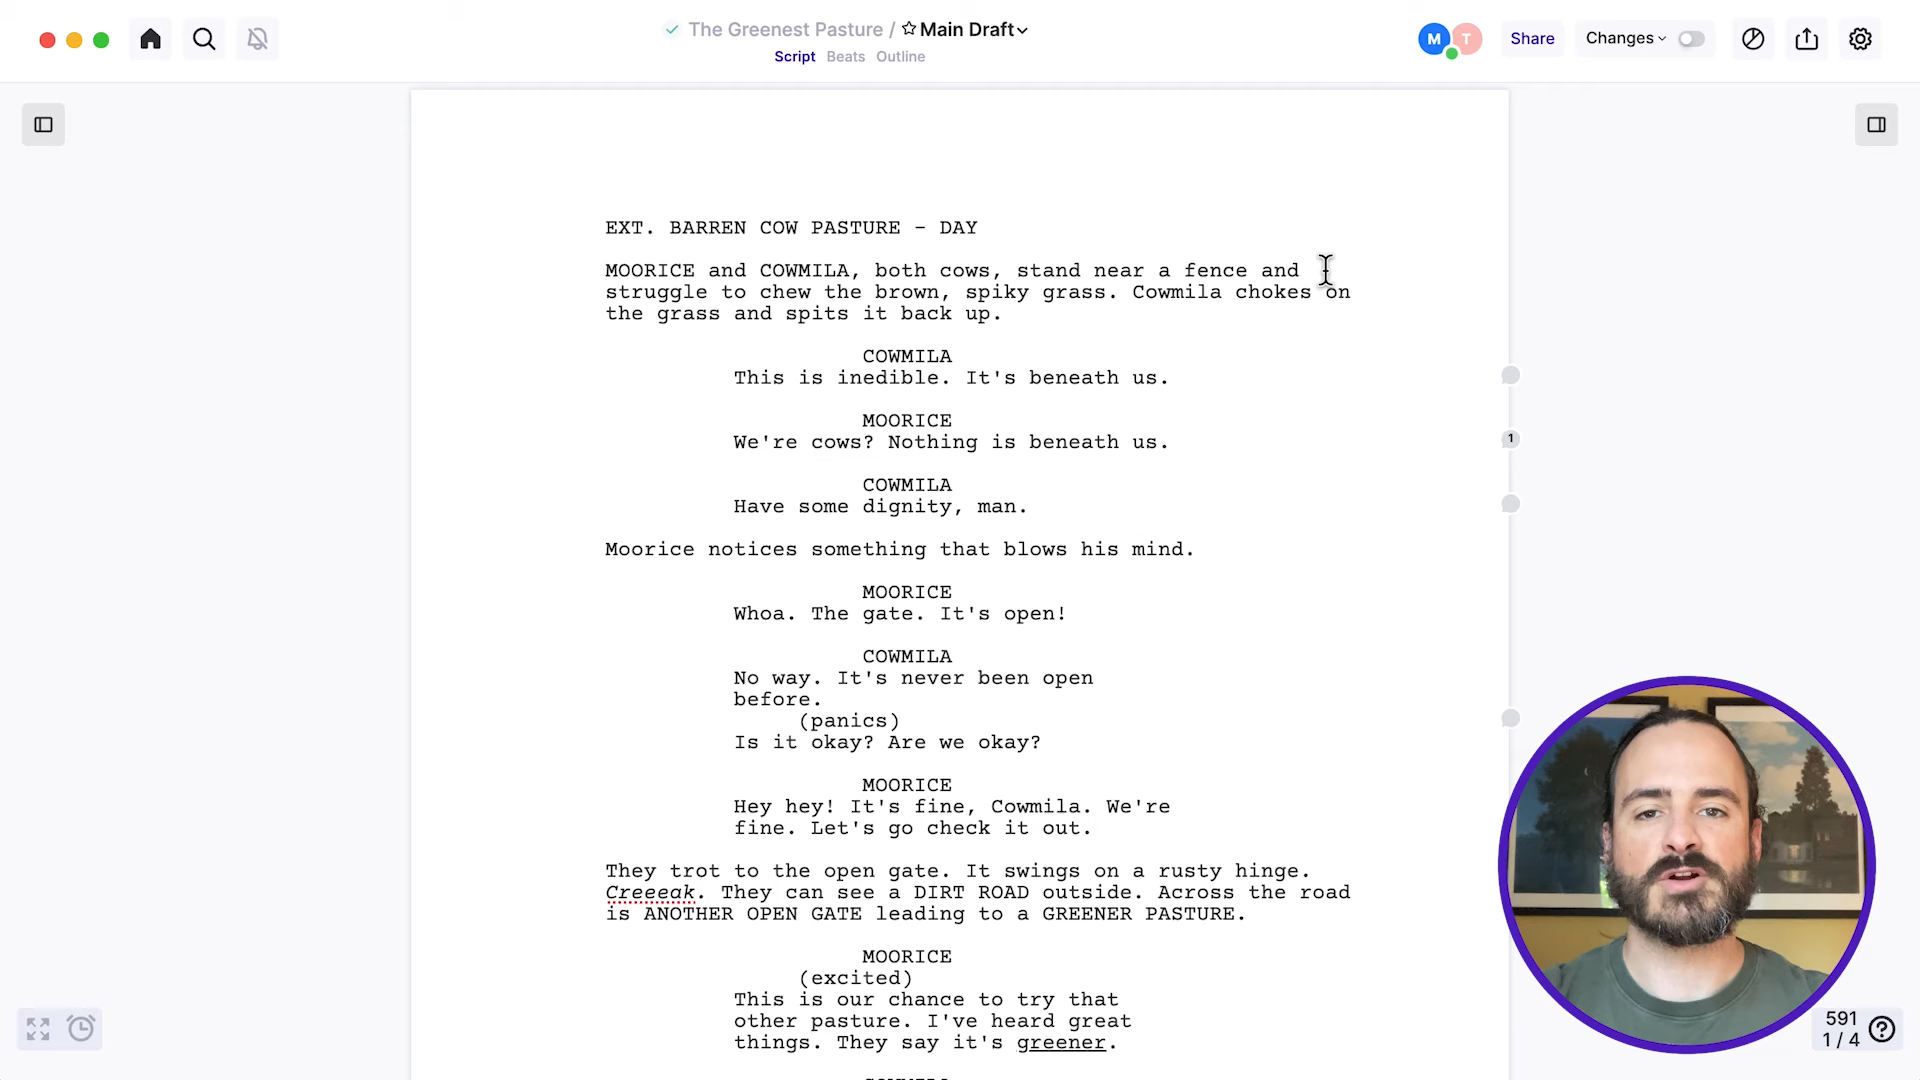 The Greenest Pasture / Main Draft
Script Beats Outline
M T Share Changes
EXT. BARREN COW PASTURE - DAY
MOORICE and COWMILA, both cows, stand near a fence and
struggle to chew the brown, spiky grass. Cowmila chokes on
the grass and spits it back up.
COWMILA
This is inedible. It's beneath us.
MOORICE
We're cows? Nothing is beneath us.
1
COWMILA
Have some dignity, man.
Moorice notices something that blows his mind.
MOORICE
Whoa. The gate. It's open!
COWMILA
No way. It's never been open
before.
(panics)
Is it okay? Are we okay?
MOORICE
Hey hey! It's fine, Cowmila. We're
fine. Let's go check it out.
They trot to the open gate. It swings on a rusty hinge.
Creeeak. They can see a DIRT ROAD outside. Across the road
is ANOTHER OPEN GATE leading to a GREENER PASTURE.
MOORICE
(excited)
This is our chance to try that
other pasture. I've heard great
things. They say it's greener.
591
1 / 4